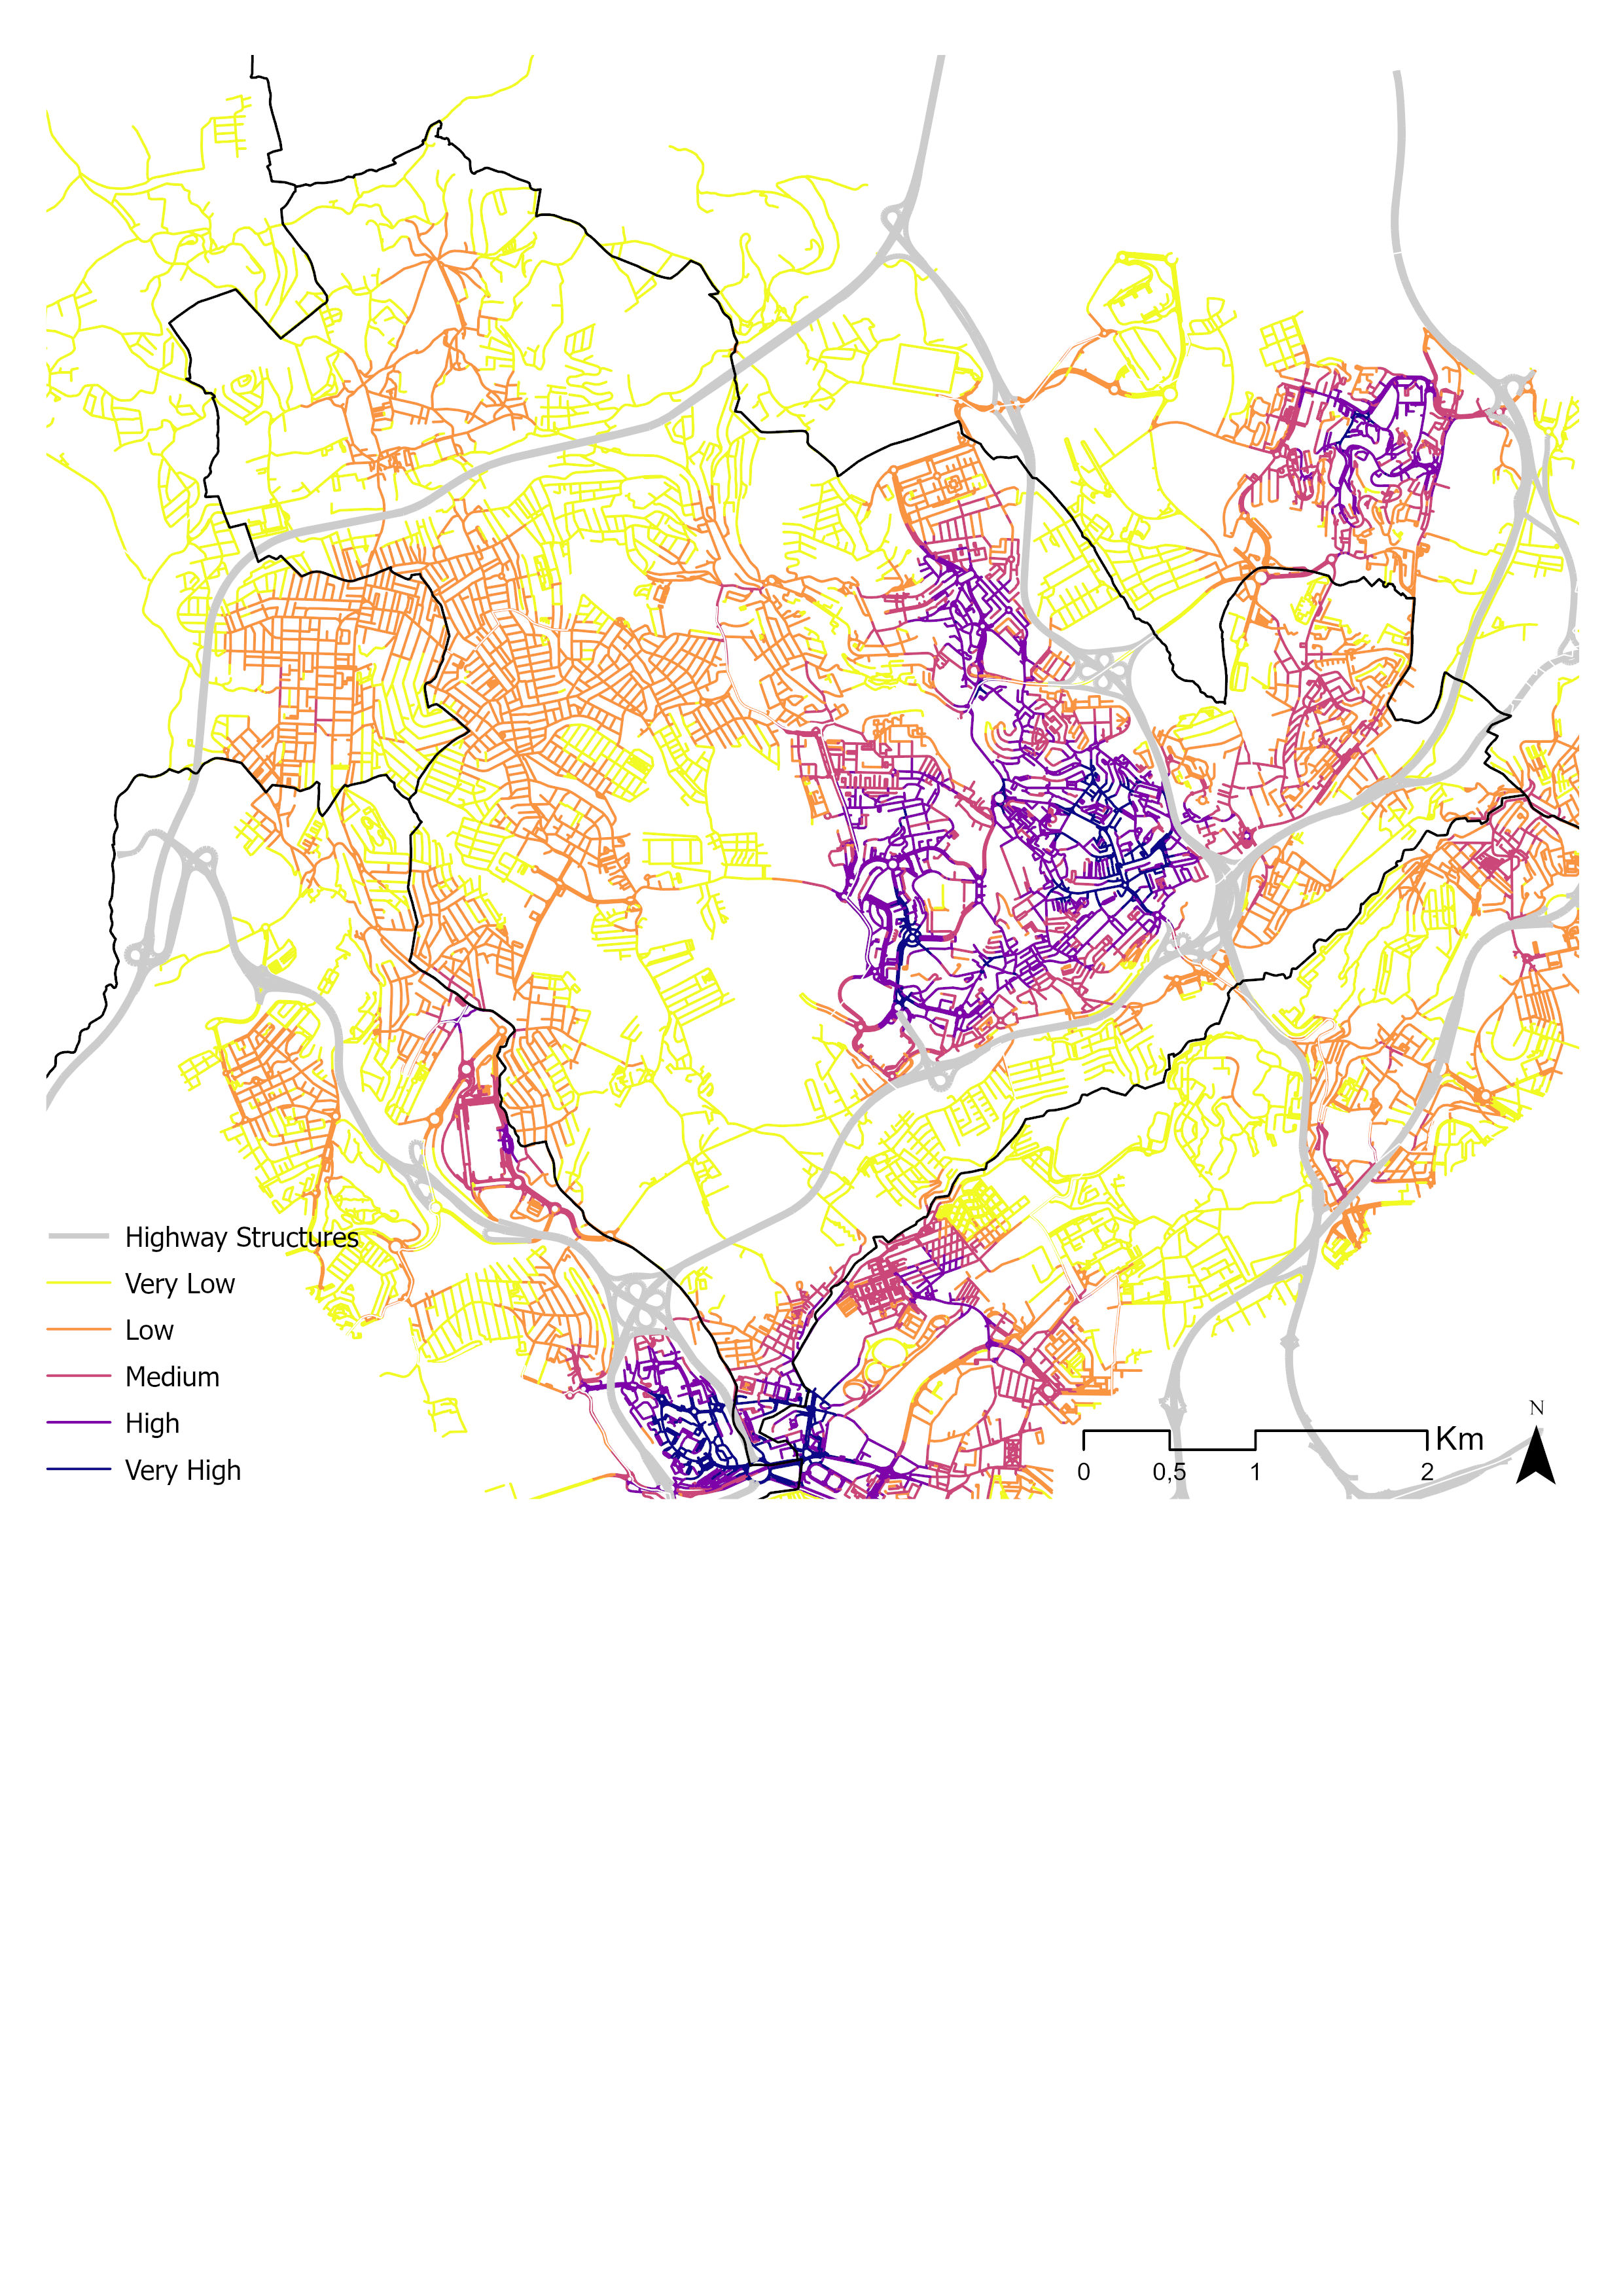 Highway Structures
Very Low
Low
Medium
High
Very High
N
Km
0 0,5 1 2